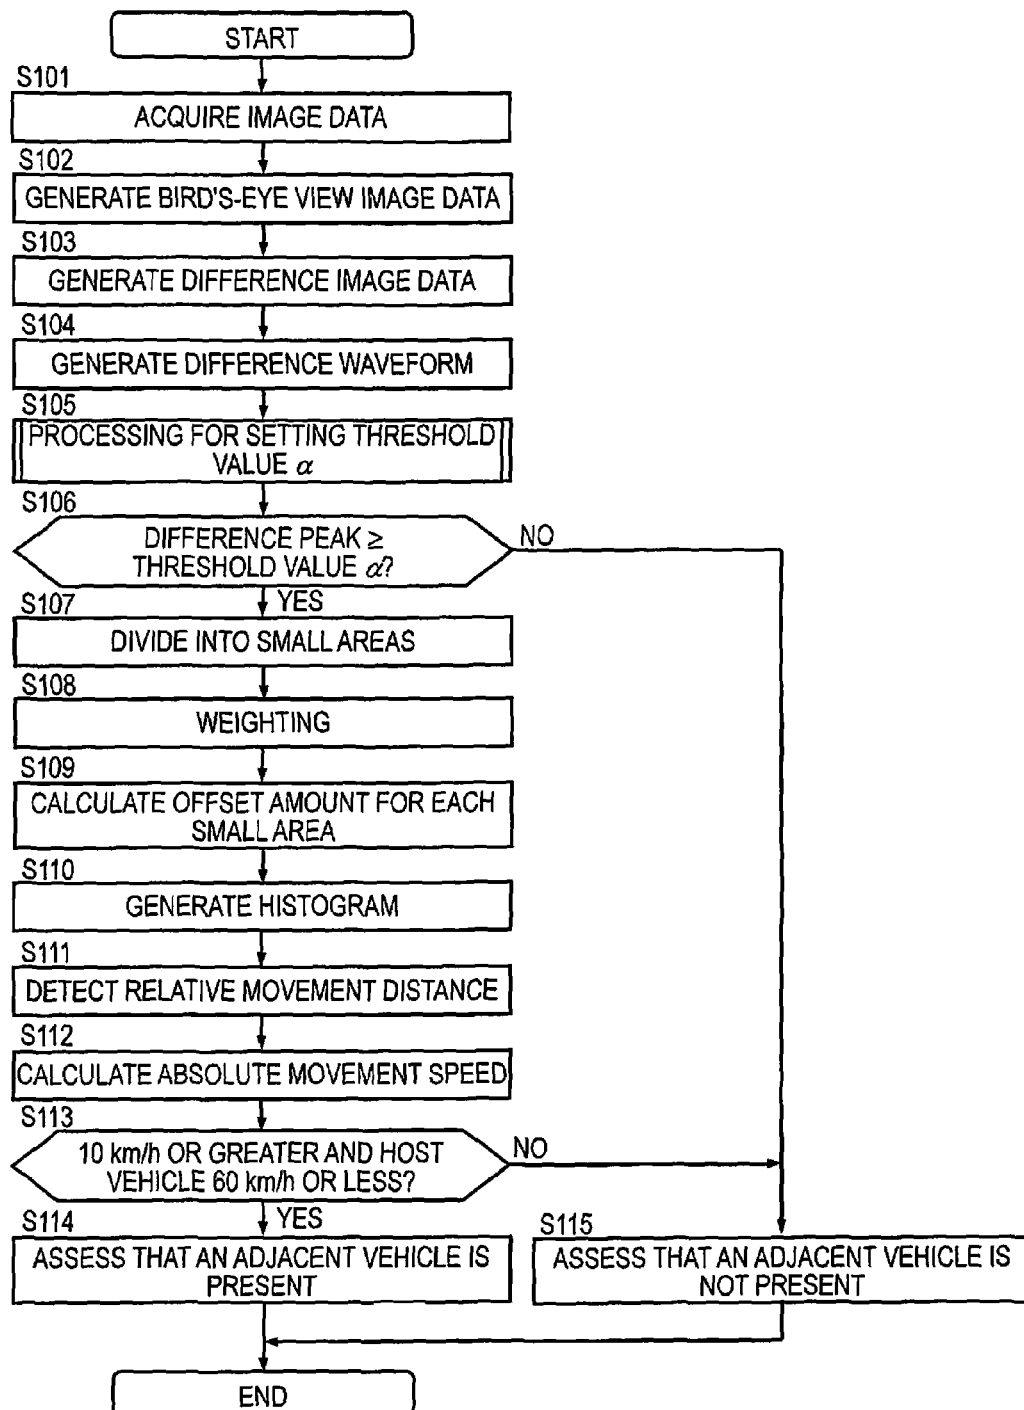 START
S101
ACQUIRE IMAGE DATA
S102
GENERATE BIRD'S-EYE VIEW IMAGE DATA
S103
GENERATE DIFFERENCE IMAGE DATA
S104
GENERATE DIFFERENCE WAVEFORM
S105
PROCESSING FOR SETTING THRESHOLD
VALUE α
S106
DIFFERENCE PEAK ≥
THRESHOLD VALUE α?
NO
YES
S107
DIVIDE INTO SMALL AREAS
S108
WEIGHTING
S109
CALCULATE OFFSET AMOUNT FOR EACH
SMALL AREA
S110
GENERATE HISTOGRAM
S111
DETECT RELATIVE MOVEMENT DISTANCE
S112
CALCULATE ABSOLUTE MOVEMENT SPEED
S113
10 km/h OR GREATER AND HOST
VEHICLE 60 km/h OR LESS?
NO
YES
S114
ASSESS THAT AN ADJACENT VEHICLE IS
PRESENT
S115
ASSESS THAT AN ADJACENT VEHICLE IS
NOT PRESENT
END